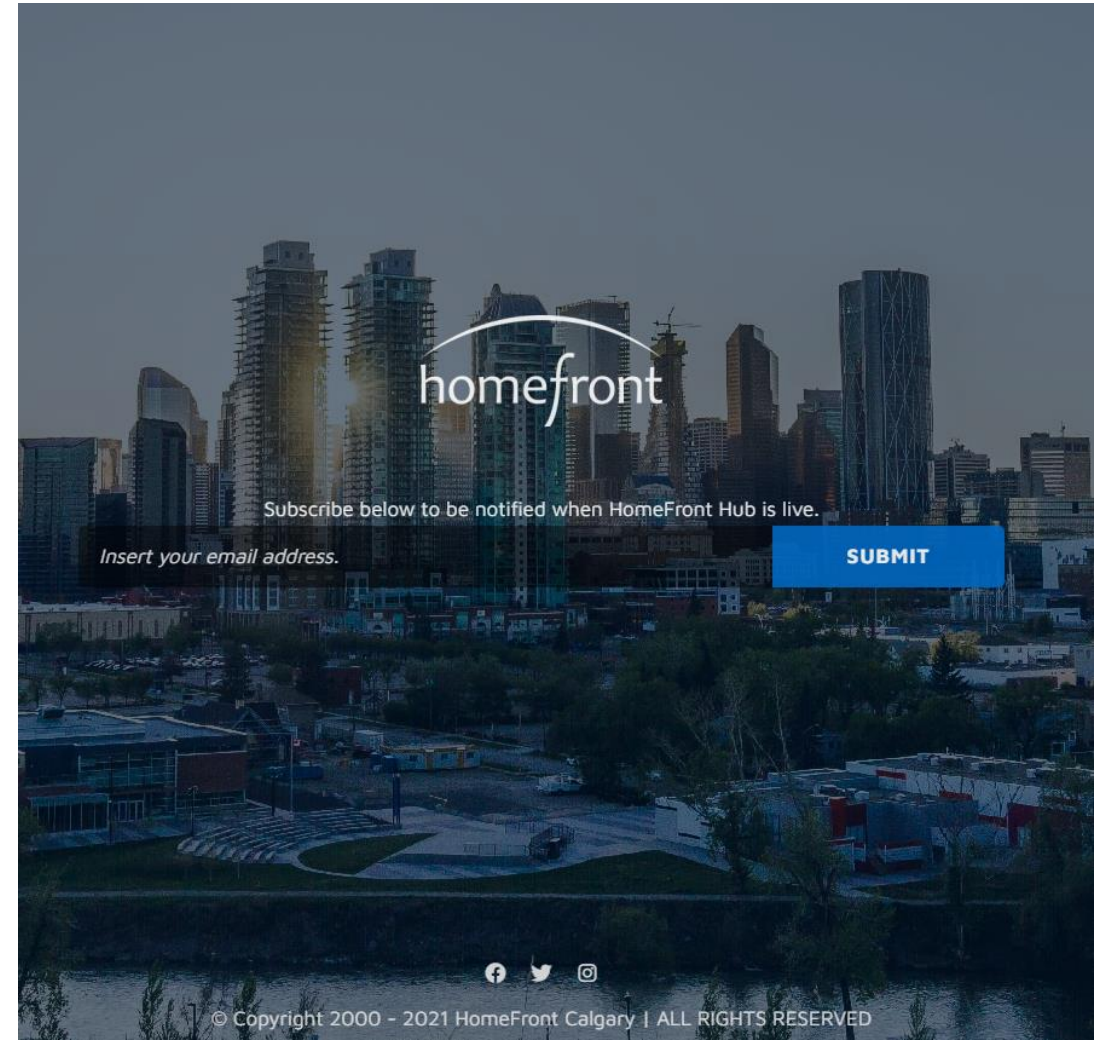 homefront
Subscribe below to be notified when HomeFront Hub is live.
Insert your email address.
SUBMIT
© Copyright 2000 - 2021 HomeFront Calgary | ALL RIGHTS RESERVED